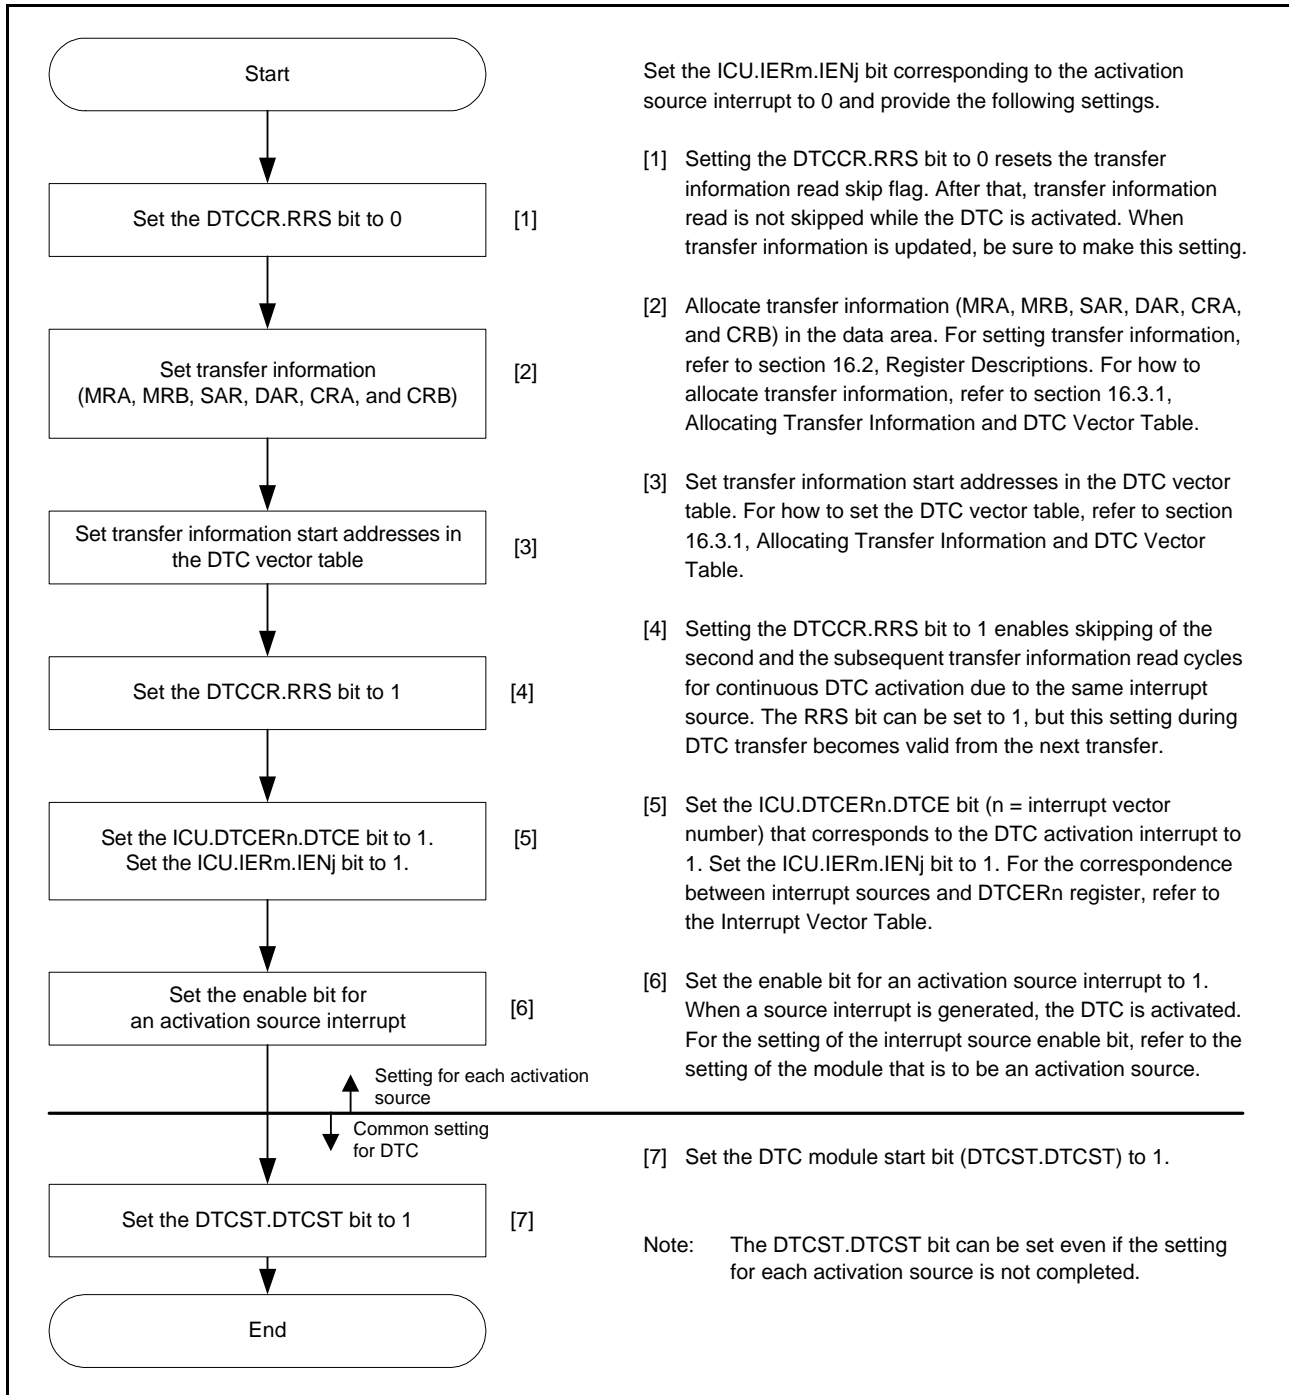 Start
Set the DTCCR.RRS bit to 0
[1]
Set transfer information
(MRA, MRB, SAR, DAR, CRA, and CRB)
[2]
Set transfer information start addresses in
the DTC vector table
[3]
Set the DTCCR.RRS bit to 1
[4]
Set the ICU.DTCERn.DTCE bit to 1.
Set the ICU.IERm.IENj bit to 1.
[5]
Set the enable bit for
an activation source interrupt
[6]
Setting for each activation
source
Common setting
for DTC
Set the DTCST.DTCST bit to 1
[7]
End
Set the ICU.IERm.IENj bit corresponding to the activation
source interrupt to 0 and provide the following settings.
[1] Setting the DTCCR.RRS bit to 0 resets the transfer
information read skip flag. After that, transfer information
read is not skipped while the DTC is activated. When
transfer information is updated, be sure to make this setting.
[2] Allocate transfer information (MRA, MRB, SAR, DAR, CRA,
and CRB) in the data area. For setting transfer information,
refer to section 16.2, Register Descriptions. For how to
allocate transfer information, refer to section 16.3.1,
Allocating Transfer Information and DTC Vector Table.
[3] Set transfer information start addresses in the DTC vector
table. For how to set the DTC vector table, refer to section
16.3.1, Allocating Transfer Information and DTC Vector
Table.
[4] Setting the DTCCR.RRS bit to 1 enables skipping of the
second and the subsequent transfer information read cycles
for continuous DTC activation due to the same interrupt
source. The RRS bit can be set to 1, but this setting during
DTC transfer becomes valid from the next transfer.
[5] Set the ICU.DTCERn.DTCE bit (n = interrupt vector
number) that corresponds to the DTC activation interrupt to
1. Set the ICU.IERm.IENj bit to 1. For the correspondence
between interrupt sources and DTCERn register, refer to
the Interrupt Vector Table.
[6] Set the enable bit for an activation source interrupt to 1.
When a source interrupt is generated, the DTC is activated.
For the setting of the interrupt source enable bit, refer to the
setting of the module that is to be an activation source.
[7] Set the DTC module start bit (DTCST.DTCST) to 1.
Note: The DTCST.DTCST bit can be set even if the setting
for each activation source is not completed.